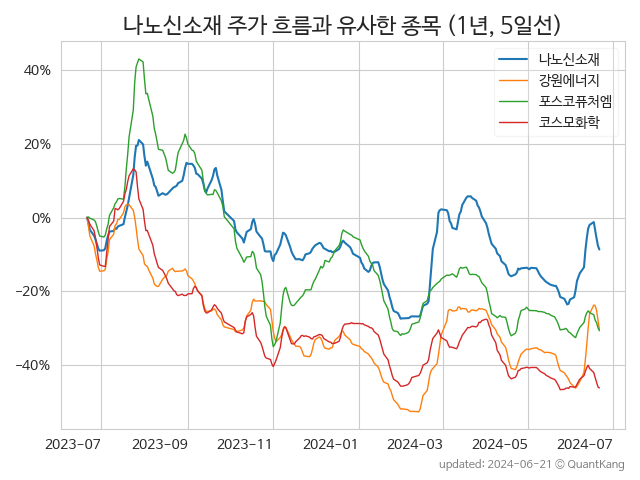 나노신소재 주가 흐름과 유사한 종목 (1년, 5일선)
나노신소재
강원에너지
포스코퓨처엠
코스모화학
40%
20%
0%
−20%
−40%
2023-07
2023-09
2023-11
2024-01
2024-03
2024-05
2024-07
updated: 2024-06-21 © QuantKang